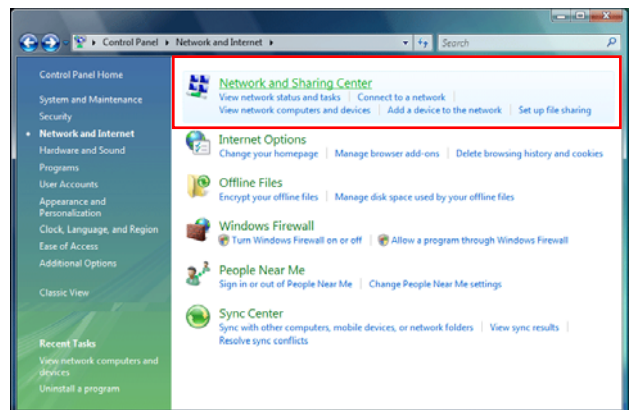 Control Panel ▸ Network and Internet ▸
Search
Control Panel Home
System and Maintenance
Security
• Network and Internet
Hardware and Sound
Programs
User Accounts
Appearance and
Personalization
Clock, Language, and Region
Ease of Access
Additional Options
Classic View
Recent Tasks
View network computers and
devices
Uninstall a program
Network and Sharing Center
View network status and tasks | Connect to a network |
View network computers and devices | Add a device to the network | Set up file sharing
Internet Options
Change your homepage | Manage browser add-ons | Delete browsing history and cookies
Offline Files
Encrypt your offline files | Manage disk space used by your offline files
Windows Firewall
Turn Windows Firewall on or off | Allow a program through Windows Firewall
People Near Me
Sign in or out of People Near Me | Change People Near Me settings
Sync Center
Sync with other computers, mobile devices, or network folders | View sync results |
Resolve sync conflicts